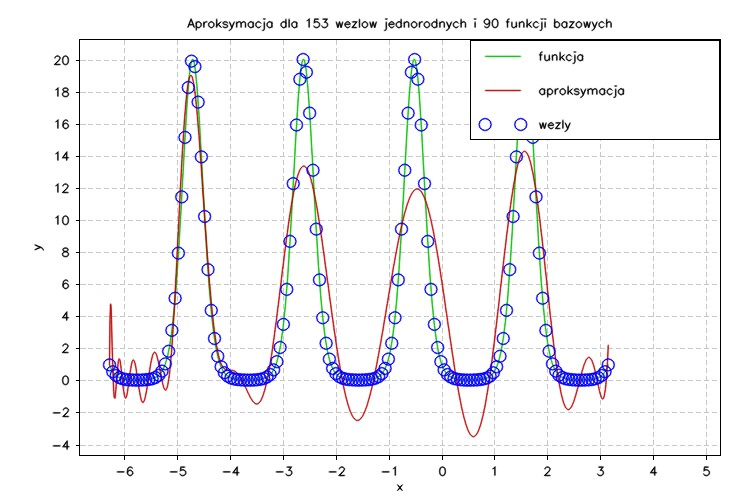 Aproksymacja dla 153 wezlow jednorodnych i 90 funkcji bazowych
funkcja
aproksymacja
wezly
20
18
16
14
12
10
8
6
4
2
0
-2
-4
y
-6 -5 -4 -3 -2 -1 0 1 2 3 4 5
x